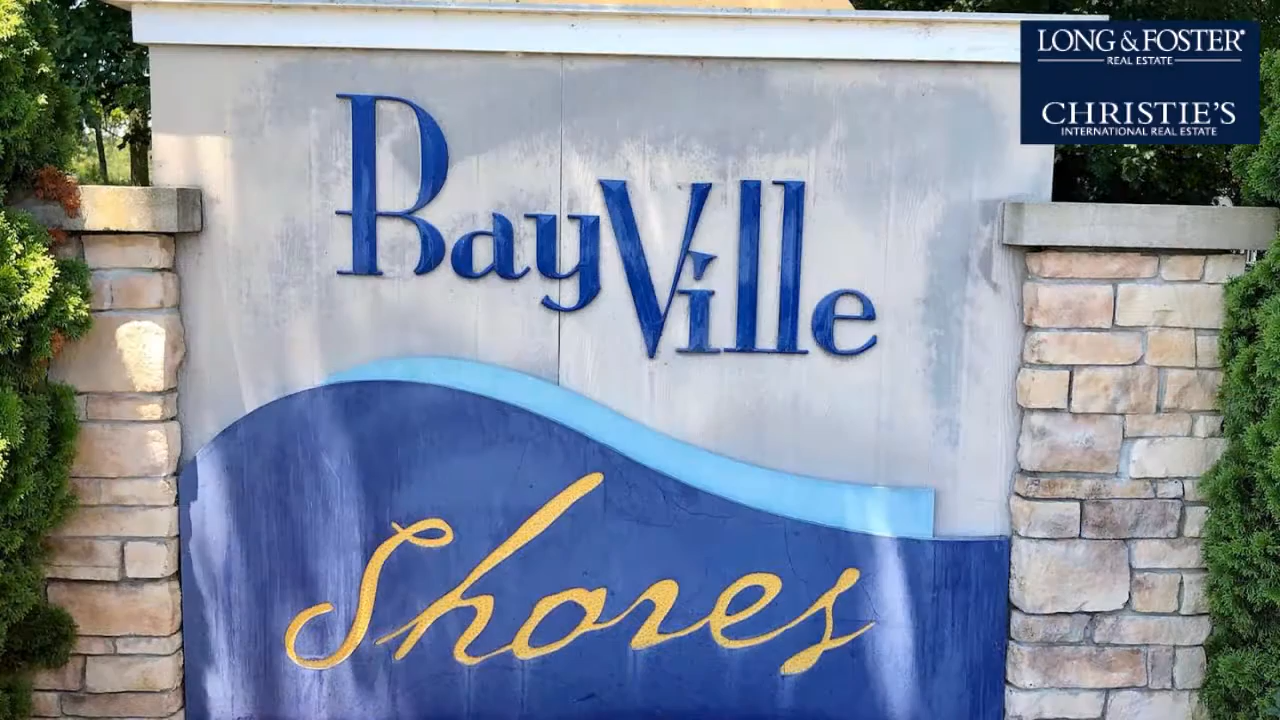 LONG & FOSTER®
REAL ESTATE
CHRISTIE'S
INTERNATIONAL REAL ESTATE
BayVille
Shores